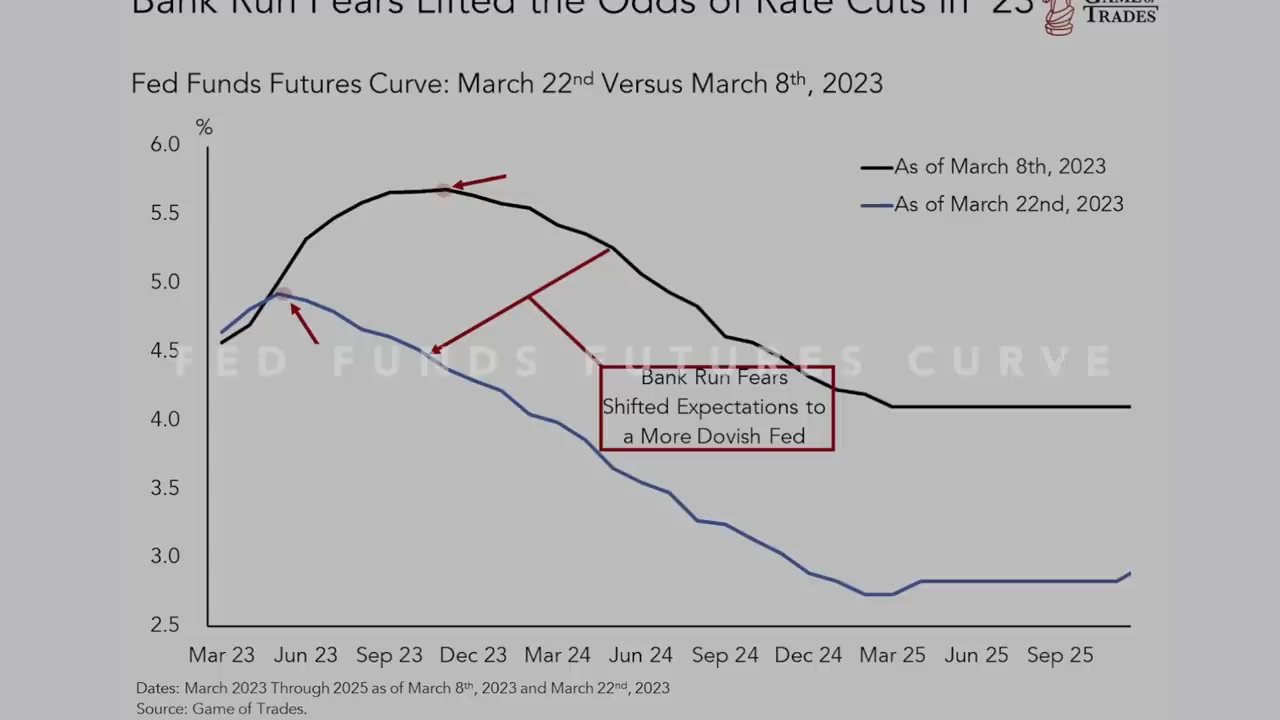 Bank Run Fears Lifted the Odds of Rate Cuts in '23
GAME OF
TRADES
Fed Funds Futures Curve: March 22nd Versus March 8th, 2023
%
6.0
5.5
5.0
4.5
4.0
3.5
3.0
2.5
As of March 8th, 2023
As of March 22nd, 2023
FED FUNDS FUTURES CURVE
Bank Run Fears
Shifted Expectations to
a More Dovish Fed
Mar 23 Jun 23 Sep 23 Dec 23 Mar 24 Jun 24 Sep 24 Dec 24 Mar 25 Jun 25 Sep 25
Dates: March 2023 Through 2025 as of March 8th, 2023 and March 22nd, 2023
Source: Game of Trades.